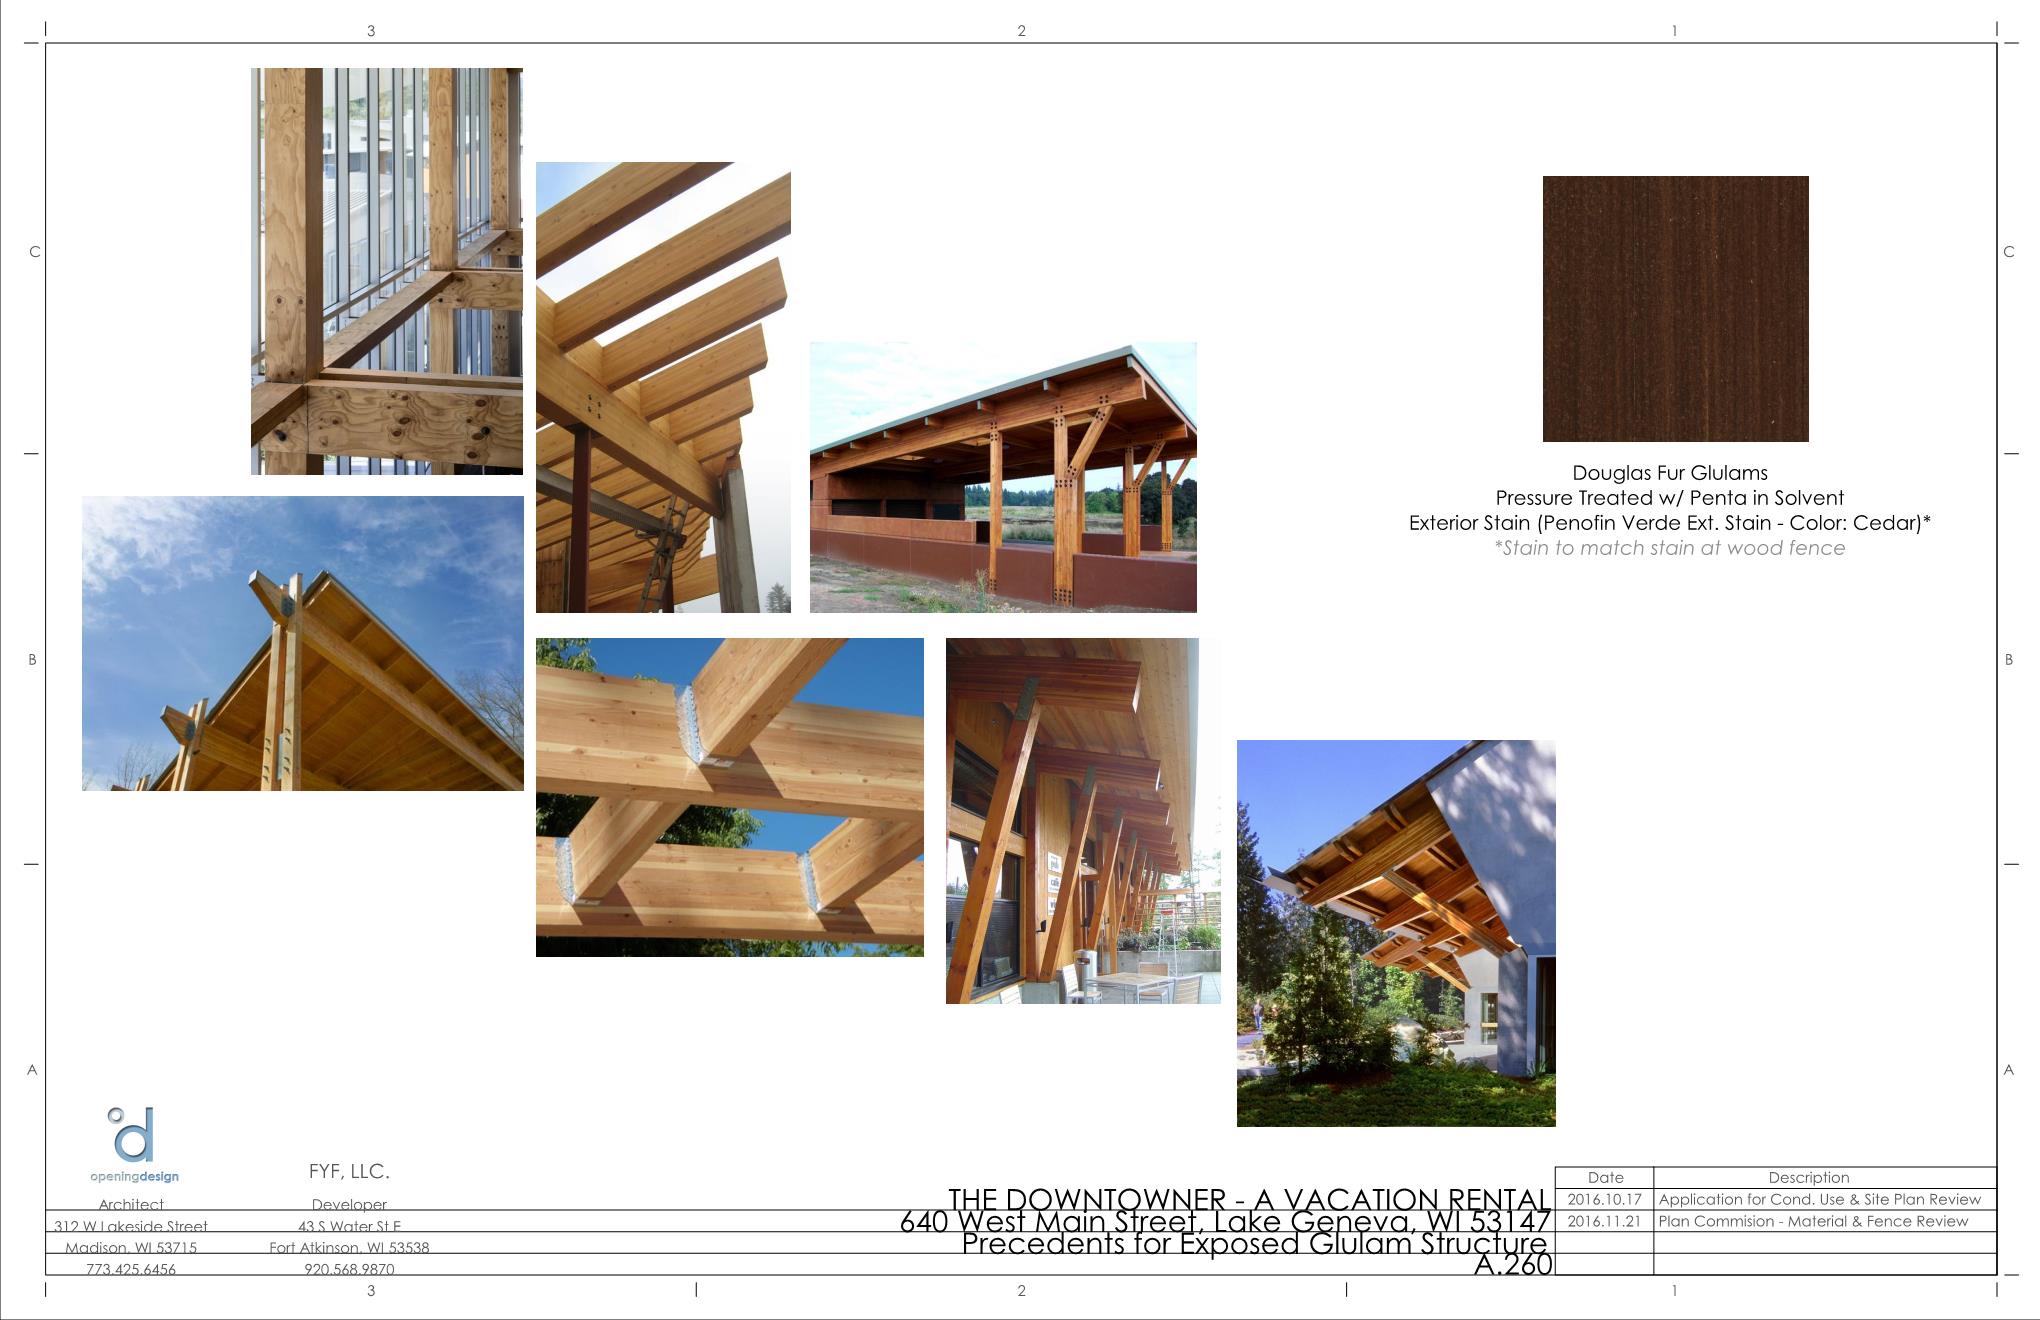 3 2 1
C C
Douglas Fur Glulams
Pressure Treated w/ Penta in Solvent
Exterior Stain (Penofin Verde Ext. Stain - Color: Cedar)*
*Stain to match stain at wood fence
B B
A A
d
openingdesign
Architect
312 W Lakeside Street
Madison, WI 53715
773.425.6456
FYF, LLC.
Developer
43 S Water St E
Fort Atkinson, WI 53538
920.568.9870
THE DOWNTOWNER - A VACATION RENTAL
640 West Main Street, Lake Geneva, WI 53147
Precedents for Exposed Glulam Structure
A.260
Date Description
2016.10.17 Application for Cond. Use & Site Plan Review
2016.11.21 Plan Commision - Material & Fence Review
3 2 1